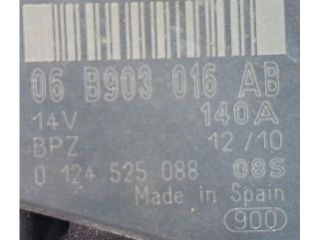 06 B903 016 AB
14V 140A
BPZ 12/10
0 124 525 088 08S
Made in Spain
900